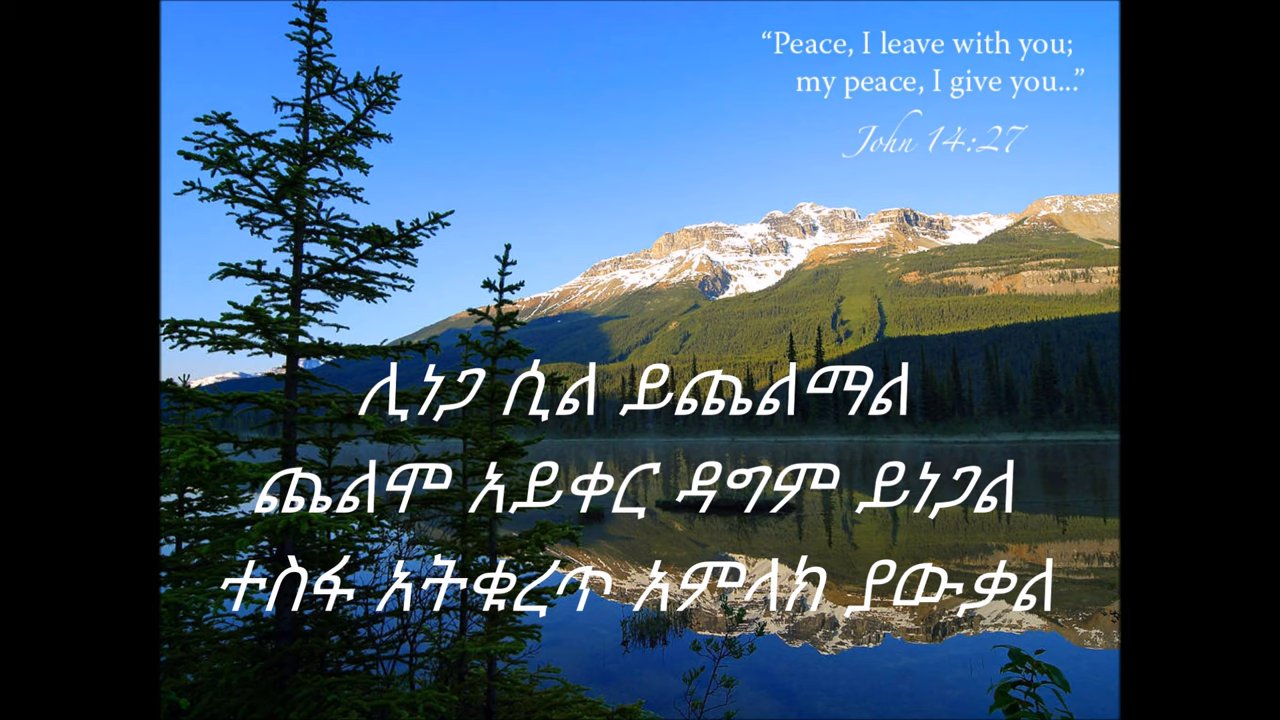 “Peace, I leave with you;
my peace, I give you...”
John 14:27
ሊነጋ ሲል ይጨልማል
ጨልሞ አይቀር ዳግም ይነጋል
ተስፋ አትቁረጥ አምላክ ያውቃል